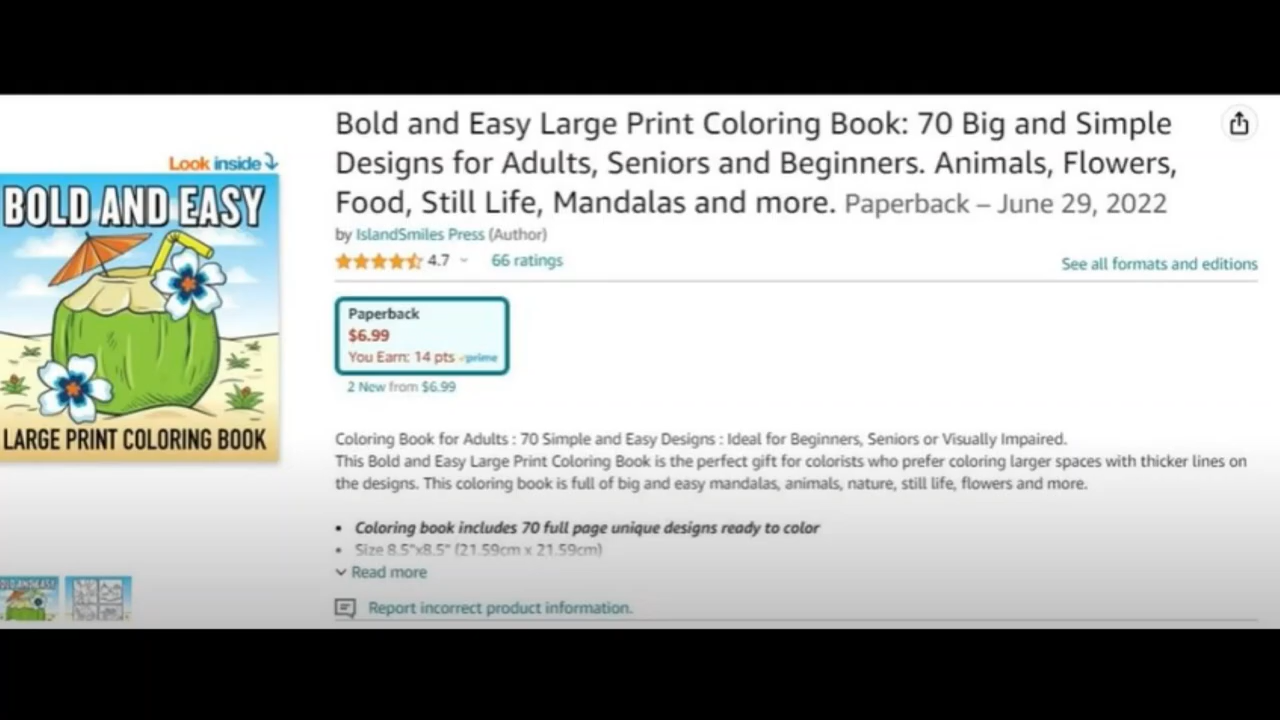 Look inside
BOLD AND EASY
LARGE PRINT COLORING BOOK
Bold and Easy Large Print Coloring Book: 70 Big and Simple
Designs for Adults, Seniors and Beginners. Animals, Flowers,
Food, Still Life, Mandalas and more. Paperback – June 29, 2022
by IslandSmiles Press (Author)
4.7 66 ratings
See all formats and editions
Paperback
$6.99
You Earn: 14 pts prime
2 New from $6.99
Coloring Book for Adults : 70 Simple and Easy Designs : Ideal for Beginners, Seniors or Visually Impaired.
This Bold and Easy Large Print Coloring Book is the perfect gift for colorists who prefer coloring larger spaces with thicker lines on
the designs. This coloring book is full of big and easy mandalas, animals, nature, still life, flowers and more.
• Coloring book includes 70 full page unique designs ready to color
• Size 8.5"x8.5" (21.59cm x 21.59cm)
Read more
Report incorrect product information.